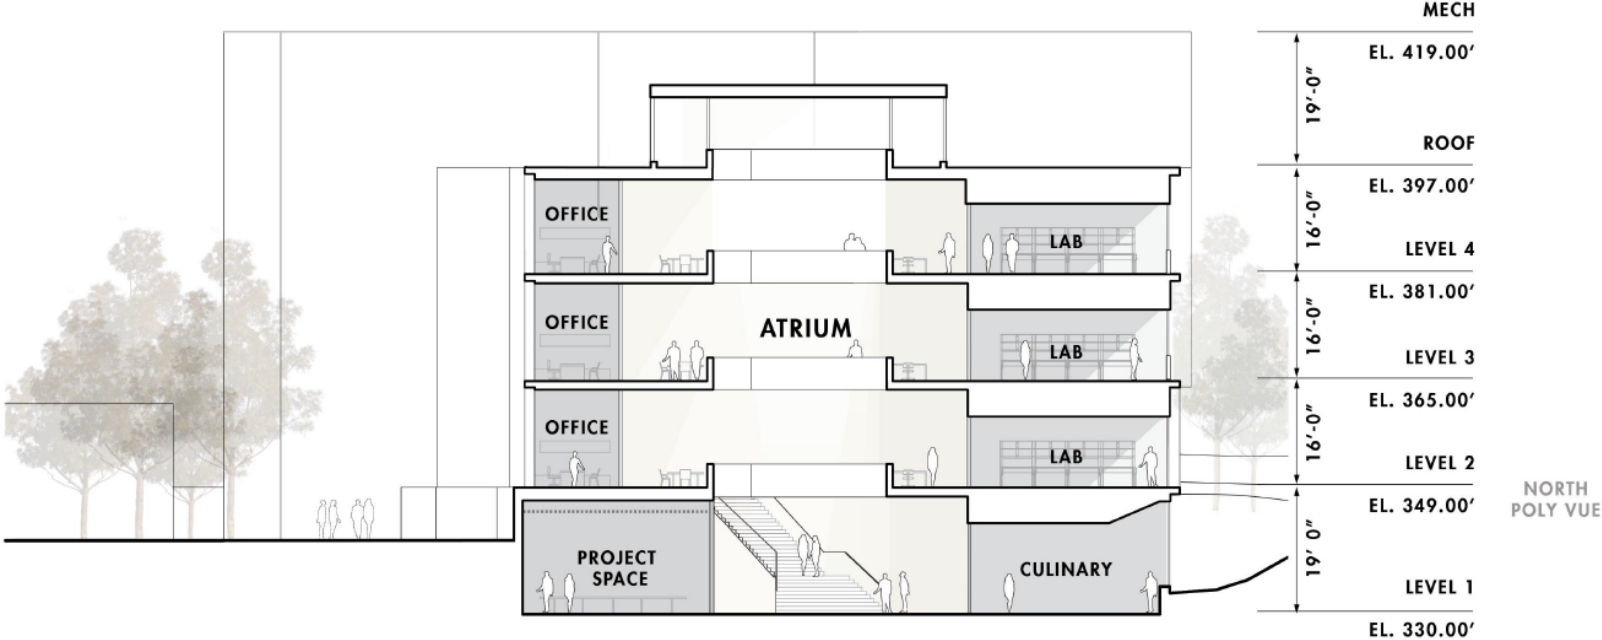 MECH
EL. 419.00'
19'-0"
ROOF
EL. 397.00'
OFFICE
LAB
16'-0"
LEVEL 4
EL. 381.00'
OFFICE
ATRIUM
LAB
16'-0"
LEVEL 3
EL. 365.00'
OFFICE
LAB
16'-0"
LEVEL 2
EL. 349.00'
NORTH
POLY VUE
PROJECT
SPACE
CULINARY
19' 0"
LEVEL 1
EL. 330.00'